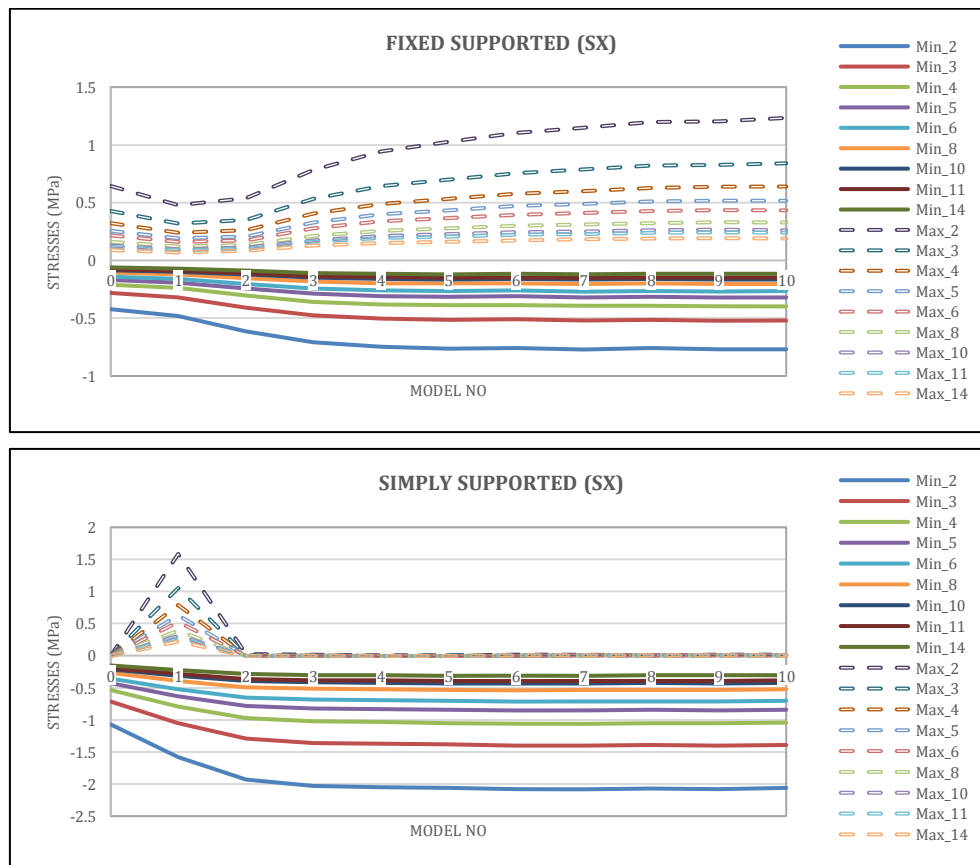 FIXED SUPPORTED (SX)
1.5
1
0.5
0
-0.5
-1
STRESSES (MPa)
0 1 2 3 4 5 6 7 8 9 10
MODEL NO
Min_2
Min_3
Min_4
Min_5
Min_6
Min_8
Min_10
Min_11
Min_14
Max_2
Max_3
Max_4
Max_5
Max_6
Max_8
Max_10
Max_11
Max_14
SIMPLY SUPPORTED (SX)
2
1.5
1
0.5
0
-0.5
-1
-1.5
-2
-2.5
STRESSES (MPa)
0 1 2 3 4 5 6 7 8 9 10
MODEL NO
Min_2
Min_3
Min_4
Min_5
Min_6
Min_8
Min_10
Min_11
Min_14
Max_2
Max_3
Max_4
Max_5
Max_6
Max_8
Max_10
Max_11
Max_14